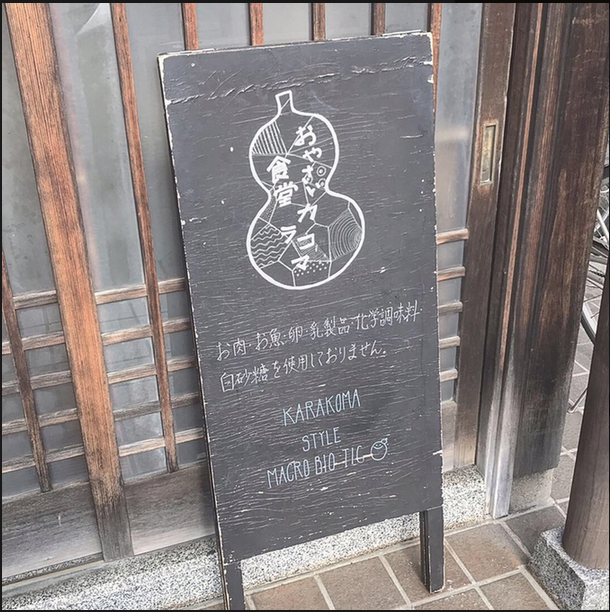 おやさい
食堂
カラコマ
お肉・お魚・卵・乳製品・化学調味料・
白砂糖を使用しておりません。
KARAKOMA
STYLE
MACRO BIO TIC